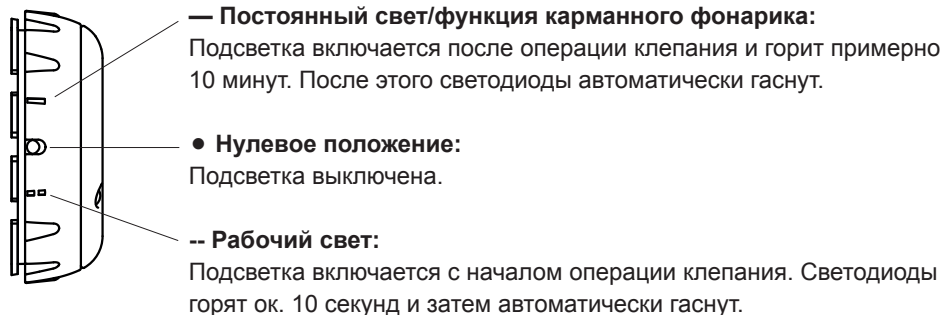 — Постоянный свет/функция карманного фонарика:
Подсветка включается после операции клепания и горит примерно
10 минут. После этого светодиоды автоматически гаснут.
● Нулевое положение:
Подсветка выключена.
-- Рабочий свет:
Подсветка включается с началом операции клепания. Светодиоды
горят ок. 10 секунд и затем автоматически гаснут.